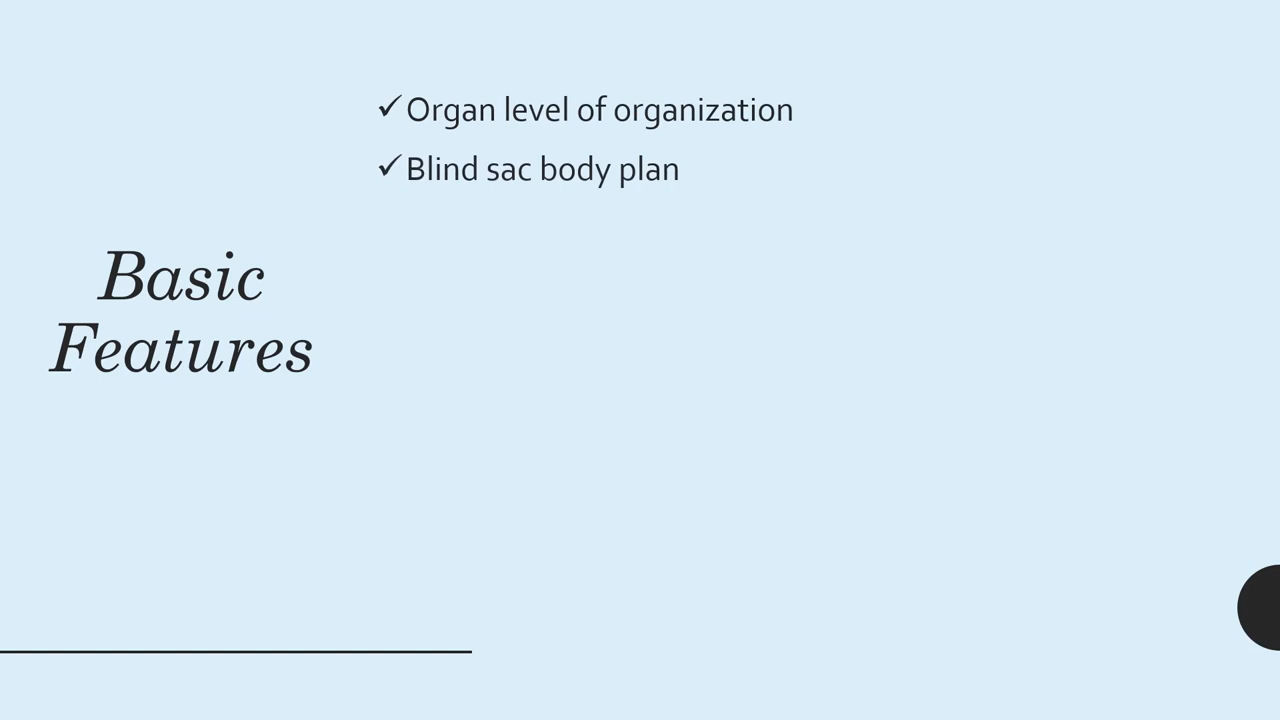 Basic
Features
✓Organ level of organization
✓Blind sac body plan